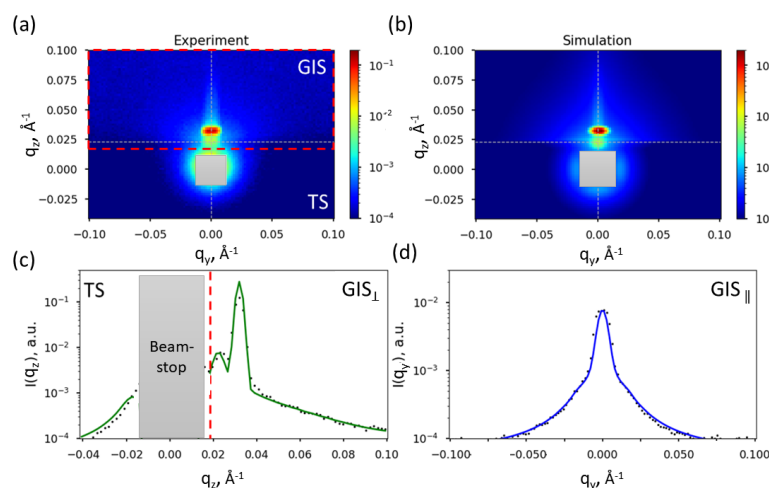 (a)
Experiment
GIS
TS
q_z, Å⁻¹
0.100
0.075
0.050
0.025
0.000
−0.025
−0.10 −0.05 0.00 0.05 0.10
q_y, Å⁻¹
10⁻¹
10⁻²
10⁻³
10⁻⁴
(b)
Simulation
q_z, Å⁻¹
0.100
0.075
0.050
0.025
0.000
−0.025
−0.10 −0.05 0.00 0.05 0.10
q_y, Å⁻¹
10
10
10
10
(c)
TS
GIS⊥
Beam-
stop
I(q_z), a.u.
10⁻¹
10⁻²
10⁻³
10⁻⁴
−0.04 −0.02 0.00 0.02 0.04 0.06 0.08 0.10
q_z, Å⁻¹
(d)
GIS∥
I(q_y), a.u.
10⁻²
10⁻³
10⁻⁴
−0.100 −0.050 0.000 0.050 0.100
q_y, Å⁻¹